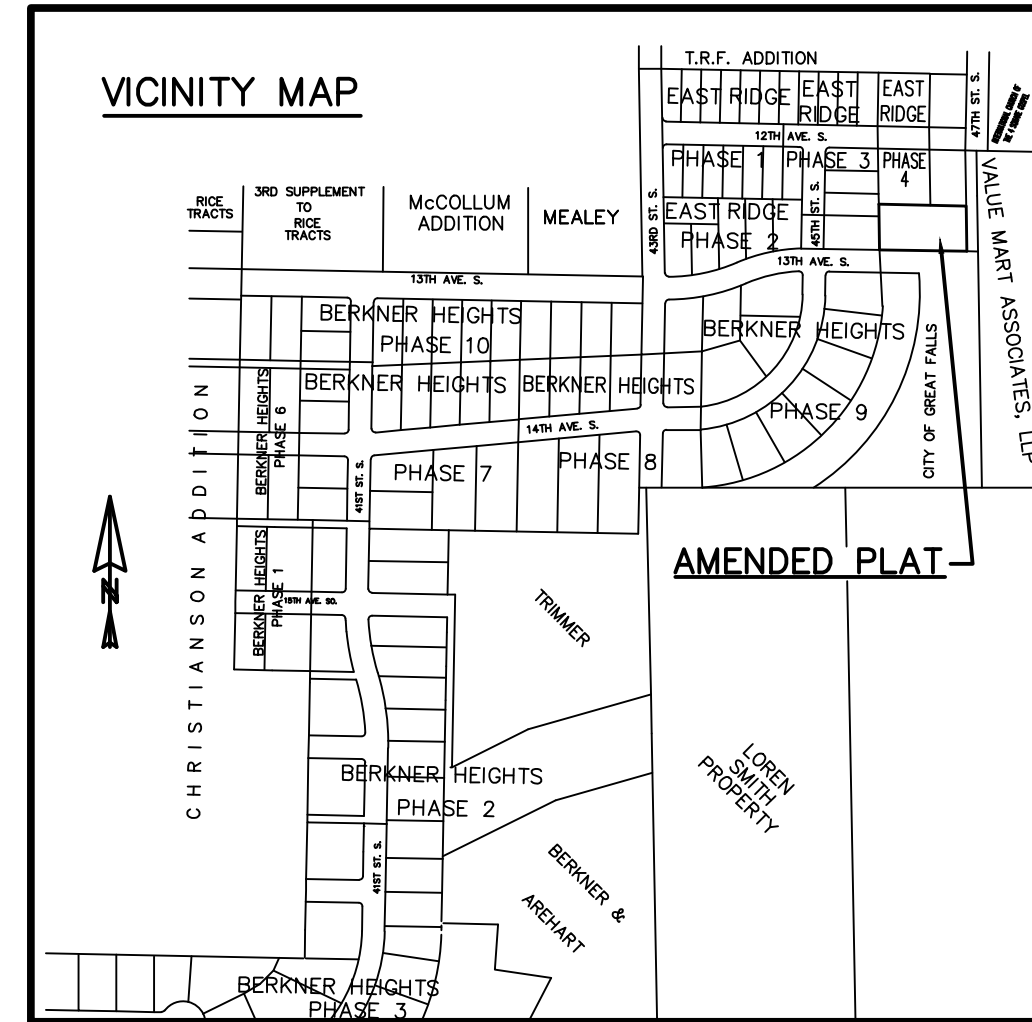 VICINITY MAP
T.R.F. ADDITION
EAST RIDGE
EAST
RIDGE
EAST
RIDGE
47TH ST. S.
12TH AVE. S.
PHASE 1
PHASE 3
PHASE
4
VALUE MART ASSOCIATES, LLP
RICE
TRACTS
3RD SUPPLEMENT
TO
RICE
TRACTS
McCOLLUM
ADDITION
MEALEY
43RD ST. S.
EAST RIDGE
PHASE 2
45TH ST. S.
13TH AVE. S.
13TH AVE. S.
BERKNER HEIGHTS
PHASE 10
BERKNER HEIGHTS
PHASE 9
CITY OF GREAT FALLS
BERKNER HEIGHTS
PHASE 7
BERKNER HEIGHTS
PHASE 8
14TH AVE. S.
CHRISTIANSON ADDITION
BERKNER HEIGHTS
PHASE 6
41ST ST. S.
AMENDED PLAT
N
BERKNER HEIGHTS
PHASE 1
15TH AVE. SO.
TRIMMER
LOREN
SMITH
PROPERTY
BERKNER HEIGHTS
PHASE 2
41ST ST. S.
BERKNER &
AREHART
BERKNER HEIGHTS
PHASE 3